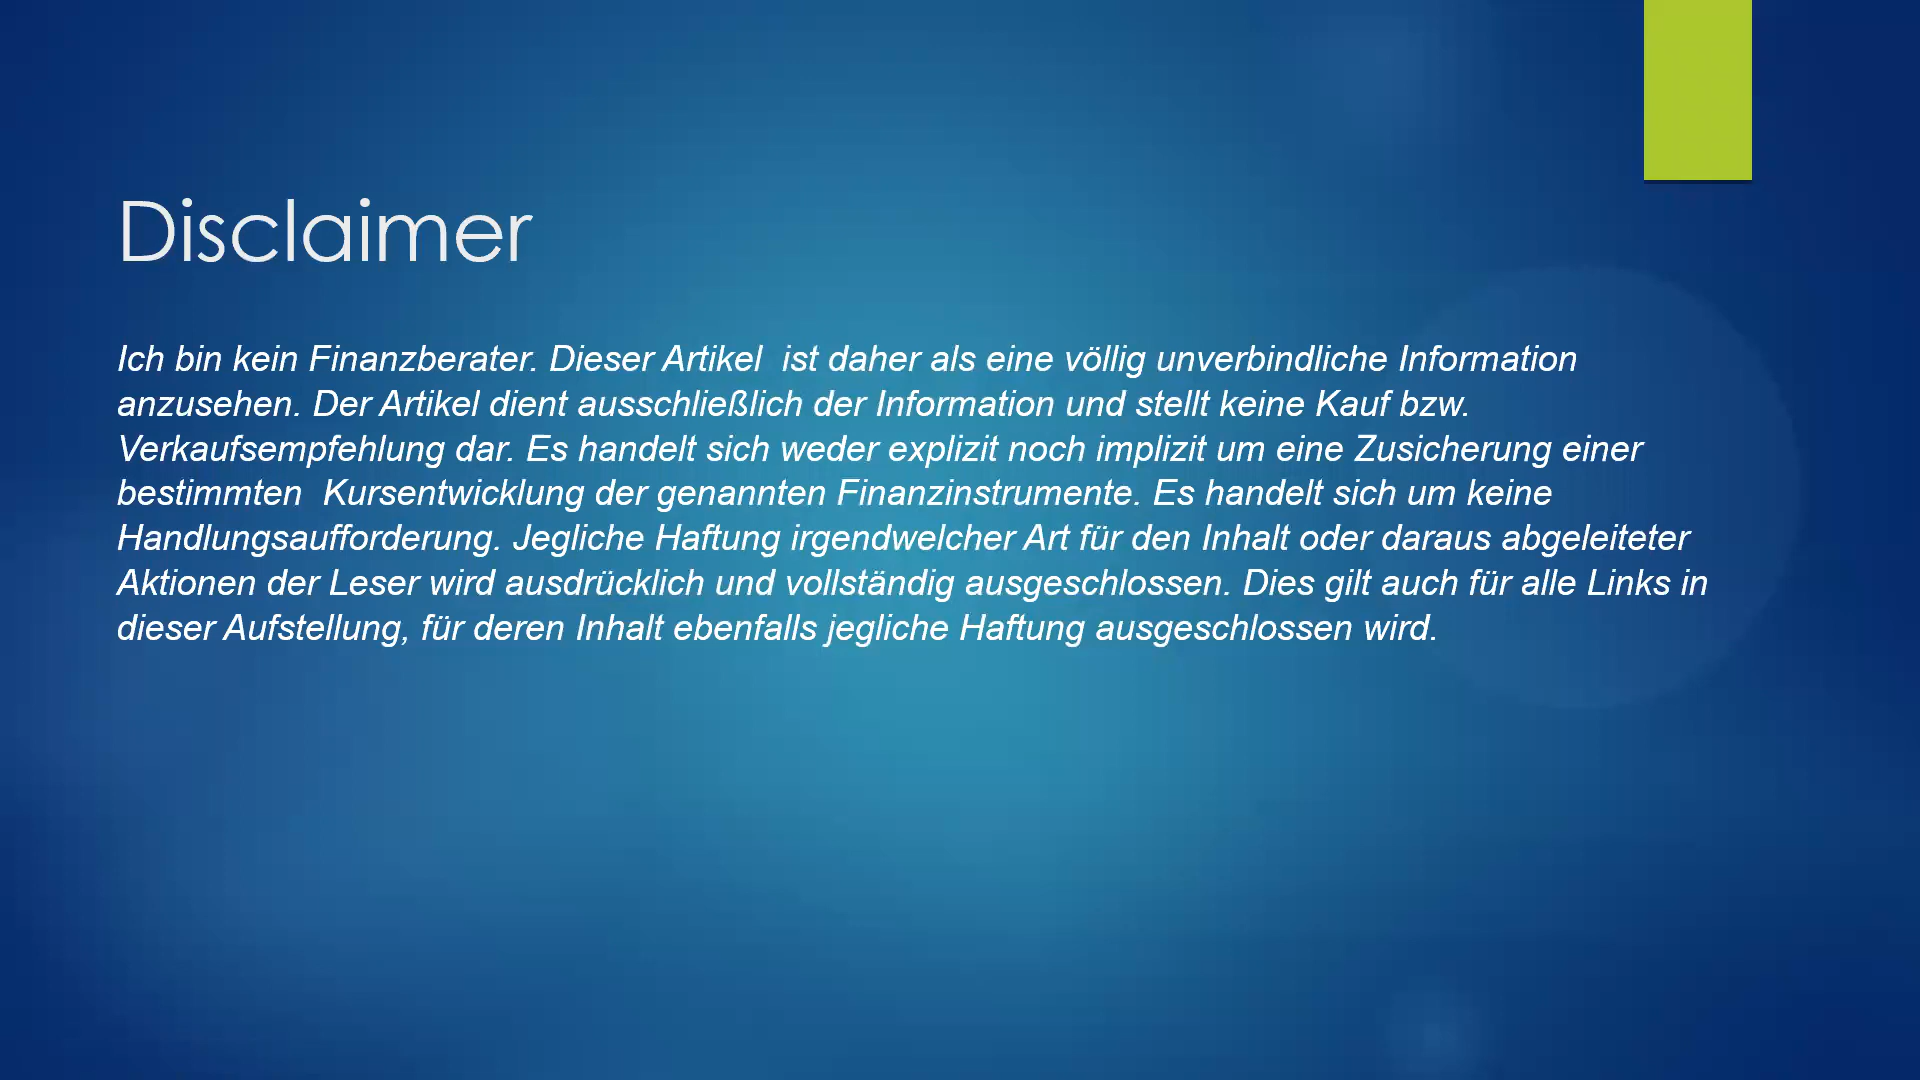 Disclaimer
Ich bin kein Finanzberater. Dieser Artikel  ist daher als eine völlig unverbindliche Information
anzusehen. Der Artikel dient ausschließlich der Information und stellt keine Kauf bzw.
Verkaufsempfehlung dar. Es handelt sich weder explizit noch implizit um eine Zusicherung einer
bestimmten  Kursentwicklung der genannten Finanzinstrumente. Es handelt sich um keine
Handlungsaufforderung. Jegliche Haftung irgendwelcher Art für den Inhalt oder daraus abgeleiteter
Aktionen der Leser wird ausdrücklich und vollständig ausgeschlossen. Dies gilt auch für alle Links in
dieser Aufstellung, für deren Inhalt ebenfalls jegliche Haftung ausgeschlossen wird.